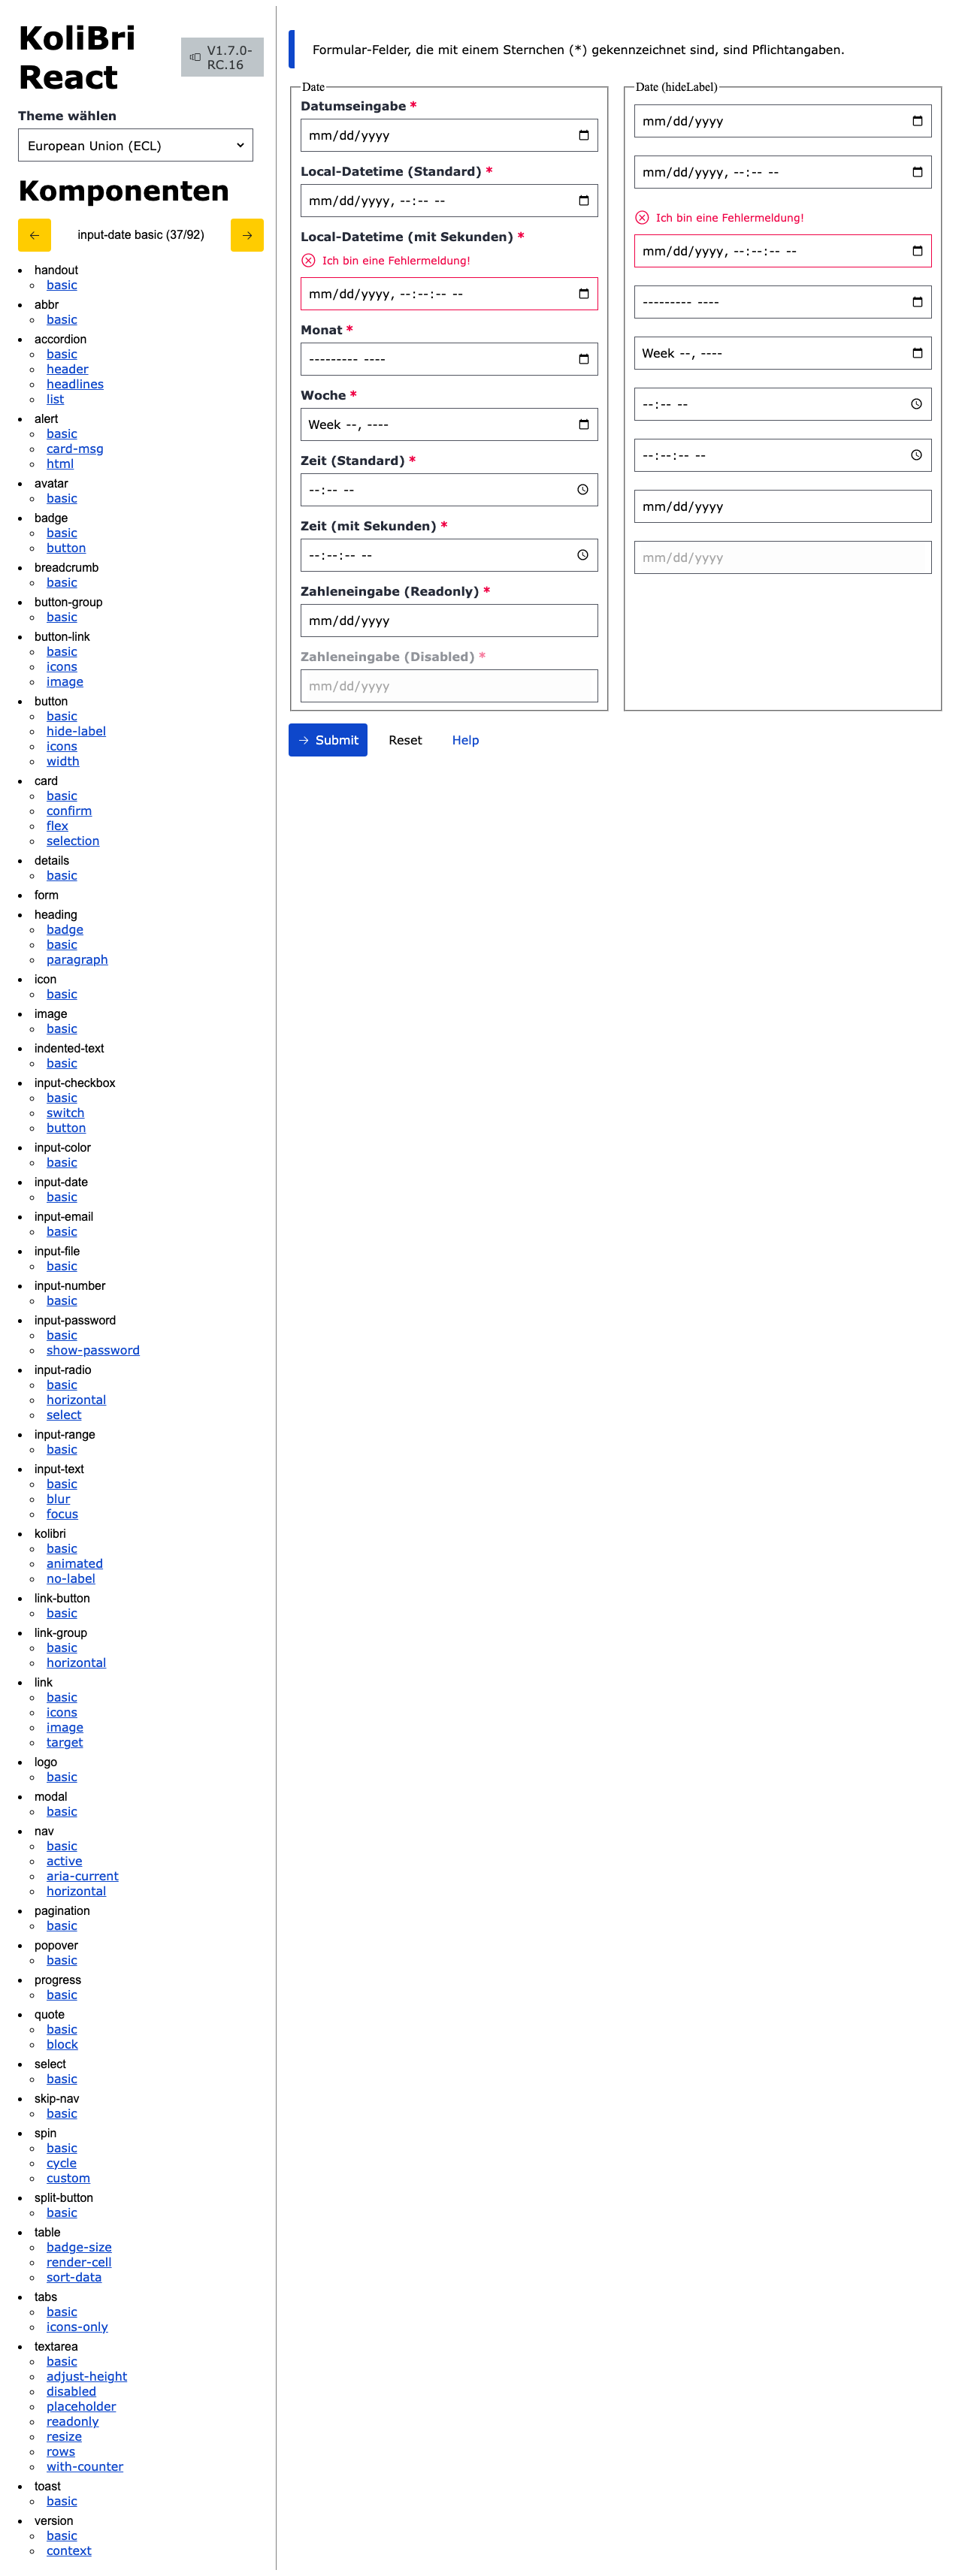 KoliBri
React
V1.7.0-
RC.16
Theme wählen
European Union (ECL)
Komponenten
input-date basic (37/92)
handout
basic
abbr
basic
accordion
basic
header
headlines
list
alert
basic
card-msg
html
avatar
basic
badge
basic
button
breadcrumb
basic
button-group
basic
button-link
basic
icons
image
button
basic
hide-label
icons
width
card
basic
confirm
flex
selection
details
basic
form
heading
badge
basic
paragraph
icon
basic
image
basic
indented-text
basic
input-checkbox
basic
switch
button
input-color
basic
input-date
basic
input-email
basic
input-file
basic
input-number
basic
input-password
basic
show-password
input-radio
basic
horizontal
select
input-range
basic
input-text
basic
blur
focus
kolibri
basic
animated
no-label
link-button
basic
link-group
basic
horizontal
link
basic
icons
image
target
logo
basic
modal
basic
nav
basic
active
aria-current
horizontal
pagination
basic
popover
basic
progress
basic
quote
basic
block
select
basic
skip-nav
basic
spin
basic
cycle
custom
split-button
basic
table
badge-size
render-cell
sort-data
tabs
basic
icons-only
textarea
basic
adjust-height
disabled
placeholder
readonly
resize
rows
with-counter
toast
basic
version
basic
context
Formular-Felder, die mit einem Sternchen (*) gekennzeichnet sind, sind Pflichtangaben.
Date
Datumseingabe *
mm/dd/yyyy
Local-Datetime (Standard) *
mm/dd/yyyy, --:-- --
Local-Datetime (mit Sekunden) *
Ich bin eine Fehlermeldung!
mm/dd/yyyy, --:--:-- --
Monat *
--------- ----
Woche *
Week --, ----
Zeit (Standard) *
--:-- --
Zeit (mit Sekunden) *
--:--:-- --
Zahleneingabe (Readonly) *
mm/dd/yyyy
Zahleneingabe (Disabled) *
mm/dd/yyyy
Date (hideLabel)
mm/dd/yyyy
mm/dd/yyyy, --:-- --
Ich bin eine Fehlermeldung!
mm/dd/yyyy, --:--:-- --
--------- ----
Week --, ----
--:-- --
--:--:-- --
mm/dd/yyyy
mm/dd/yyyy
Submit
Reset
Help